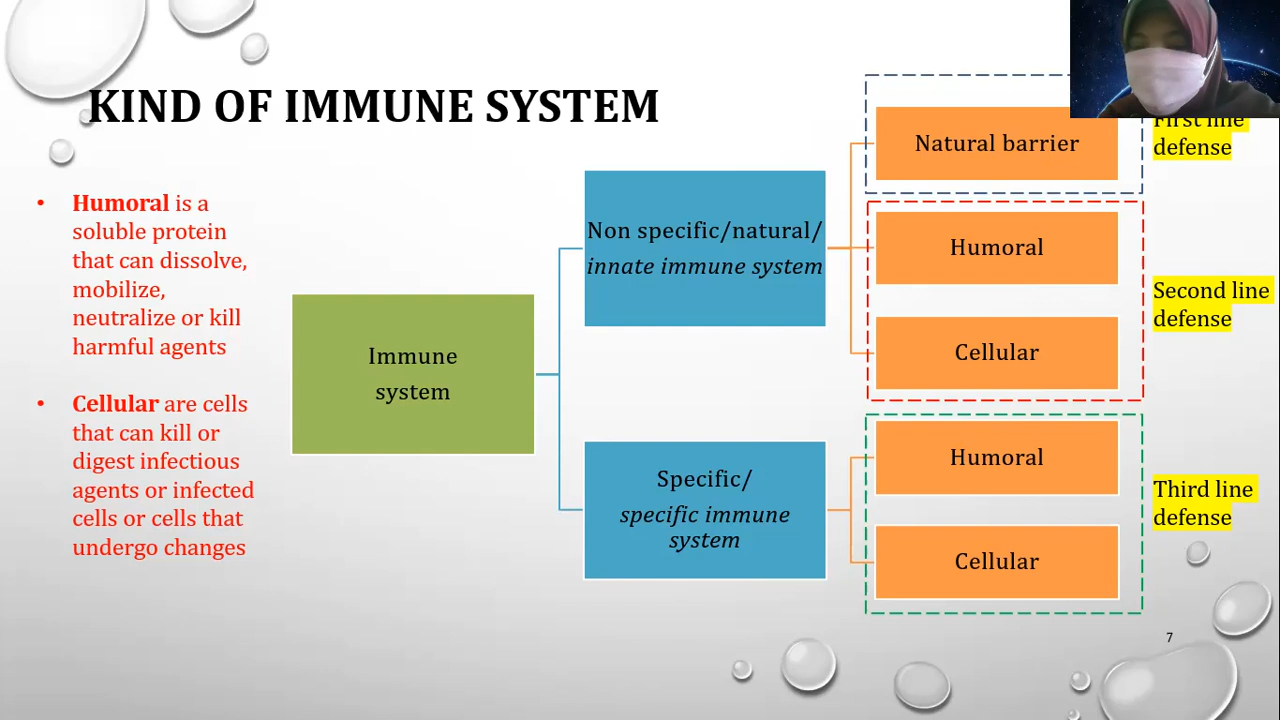 KIND OF IMMUNE SYSTEM
• Humoral is a
soluble protein
that can dissolve,
mobilize,
neutralize or kill
harmful agents
• Cellular are cells
that can kill or
digest infectious
agents or infected
cells or cells that
undergo changes
Immune
system
Non specific/natural/
innate immune system
Specific/
specific immune
system
Natural barrier
Humoral
Cellular
Humoral
Cellular
First line
defense
Second line
defense
Third line
defense
7